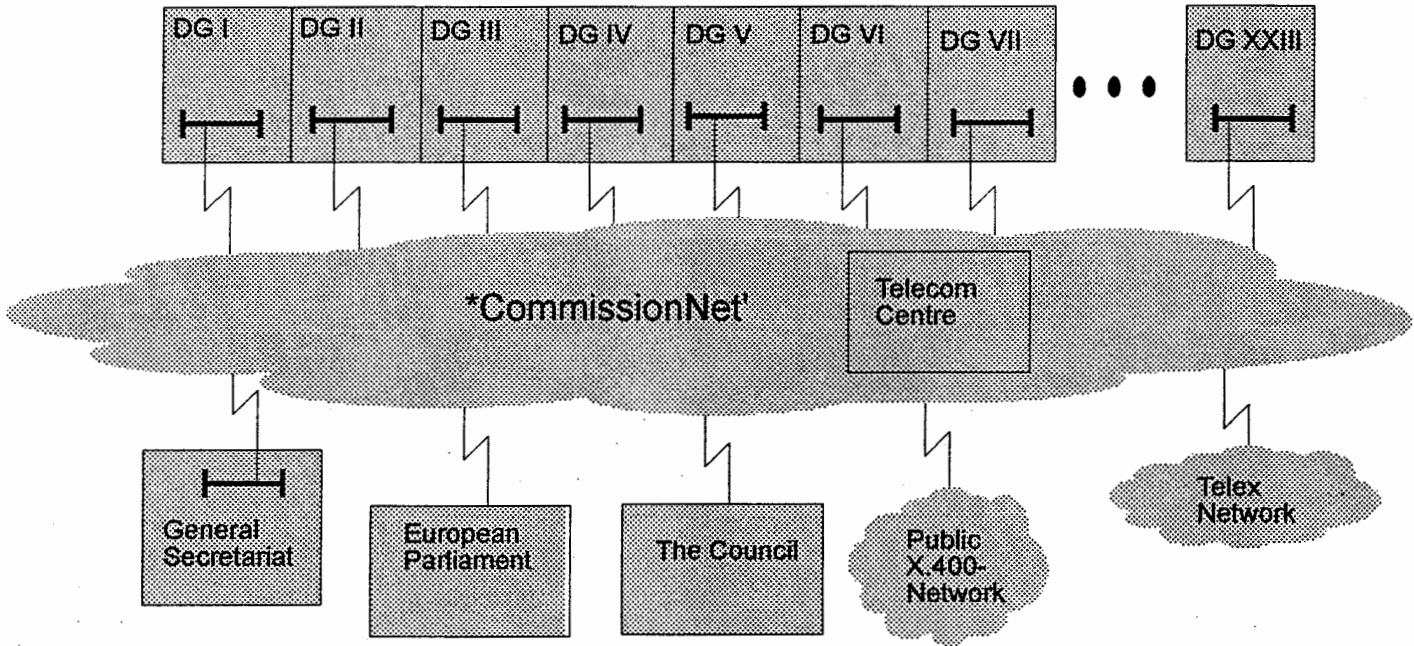 DG I
DG II
DG III
DG IV
DG V
DG VI
DG VII
DG XXIII
*CommissionNet'
Telecom
Centre
General
Secretariat
European
Parliament
The Council
Public
X.400-
Network
Telex
Network